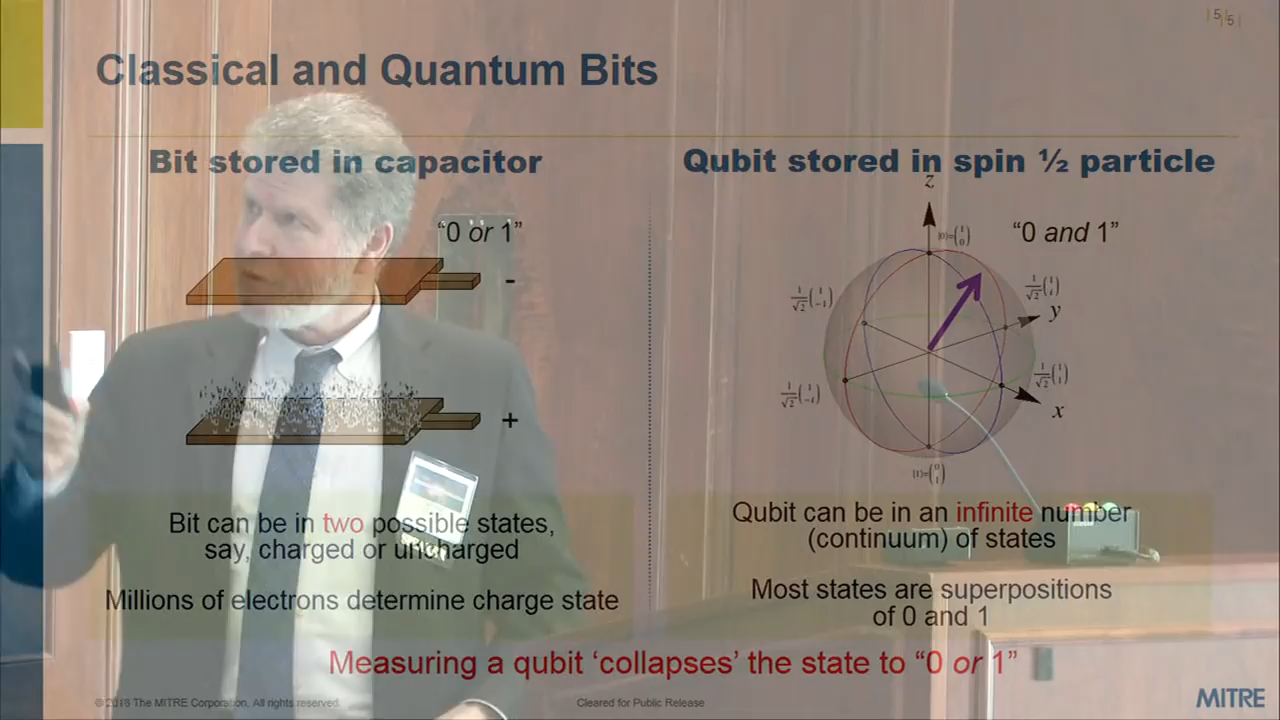 |5/5|
Classical and Quantum Bits
Bit stored in capacitor
"0 or 1"
-
+
Bit can be in two possible states,
say, charged or uncharged
Millions of electrons determine charge state
Qubit stored in spin ½ particle
z
"0 and 1"
y
x
Qubit can be in an infinite number
(continuum) of states
Most states are superpositions
of 0 and 1
Measuring a qubit 'collapses' the state to "0 or 1"
© 2018 The MITRE Corporation. All rights reserved.
Cleared for Public Release
MITRE